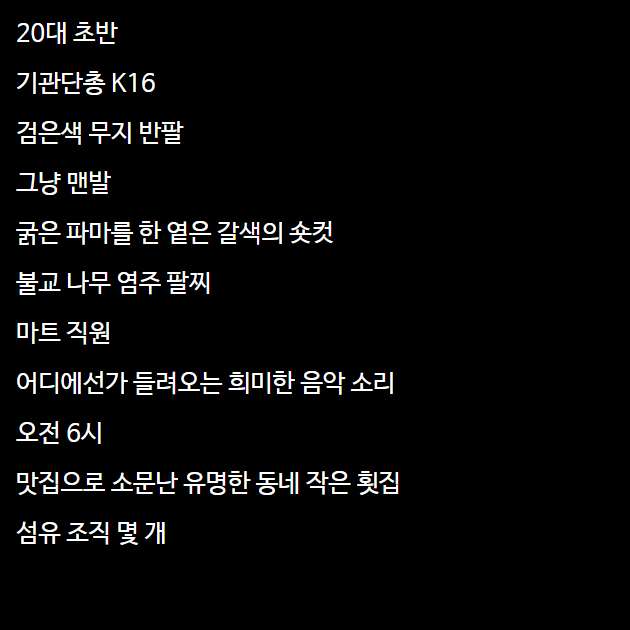 20대 초반
기관단총 K16
검은색 무지 반팔
그냥 맨발
굵은 파마를 한 옅은 갈색의 숏컷
불교 나무 염주 팔찌
마트 직원
어디에선가 들려오는 희미한 음악 소리
오전 6시
맛집으로 소문난 유명한 동네 작은 횟집
섬유 조직 몇 개